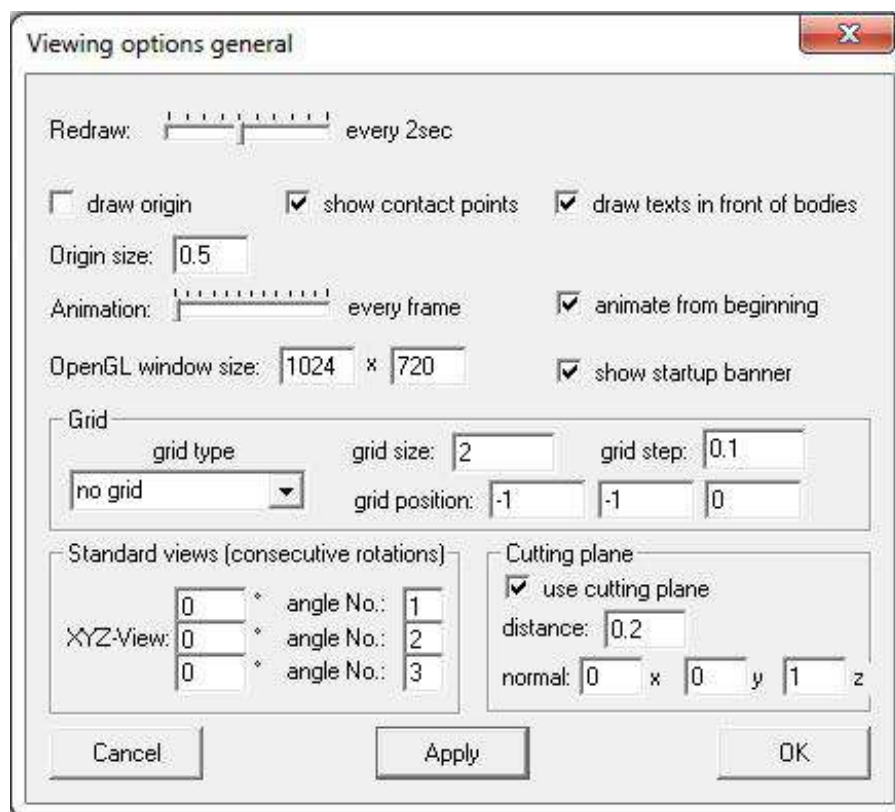 Viewing options general
Redraw: every 2sec
draw origin show contact points draw texts in front of bodies
Origin size: 0.5
Animation: every frame animate from beginning
OpenGL window size: 1024 x 720 show startup banner
Grid
grid type grid size: 2 grid step: 0.1
no grid grid position: -1 -1 0
Standard views (consecutive rotations)
XYZ-View: 0 ° angle No.: 1
0 ° angle No.: 2
0 ° angle No.: 3
Cutting plane
use cutting plane
distance: 0.2
normal: 0 x 0 y 1 z
Cancel Apply OK